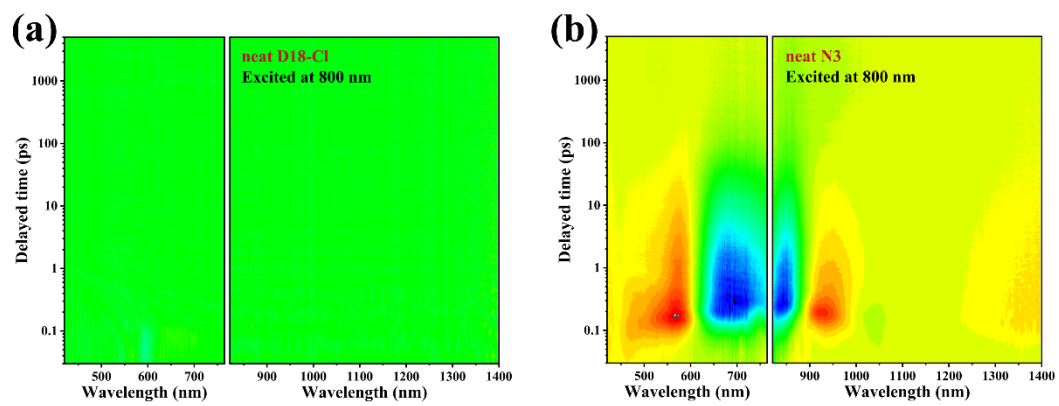 (a)
neat D18-Cl
Excited at 800 nm
Delayed time (ps)
1000
100
10
1
0.1
500 600 700
900 1000 1100 1200 1300 1400
Wavelength (nm)
Wavelength (nm)
(b)
neat N3
Excited at 800 nm
Delayed time (ps)
1000
100
10
1
0.1
500 600 700
900 1000 1100 1200 1300 1400
Wavelength (nm)
Wavelength (nm)